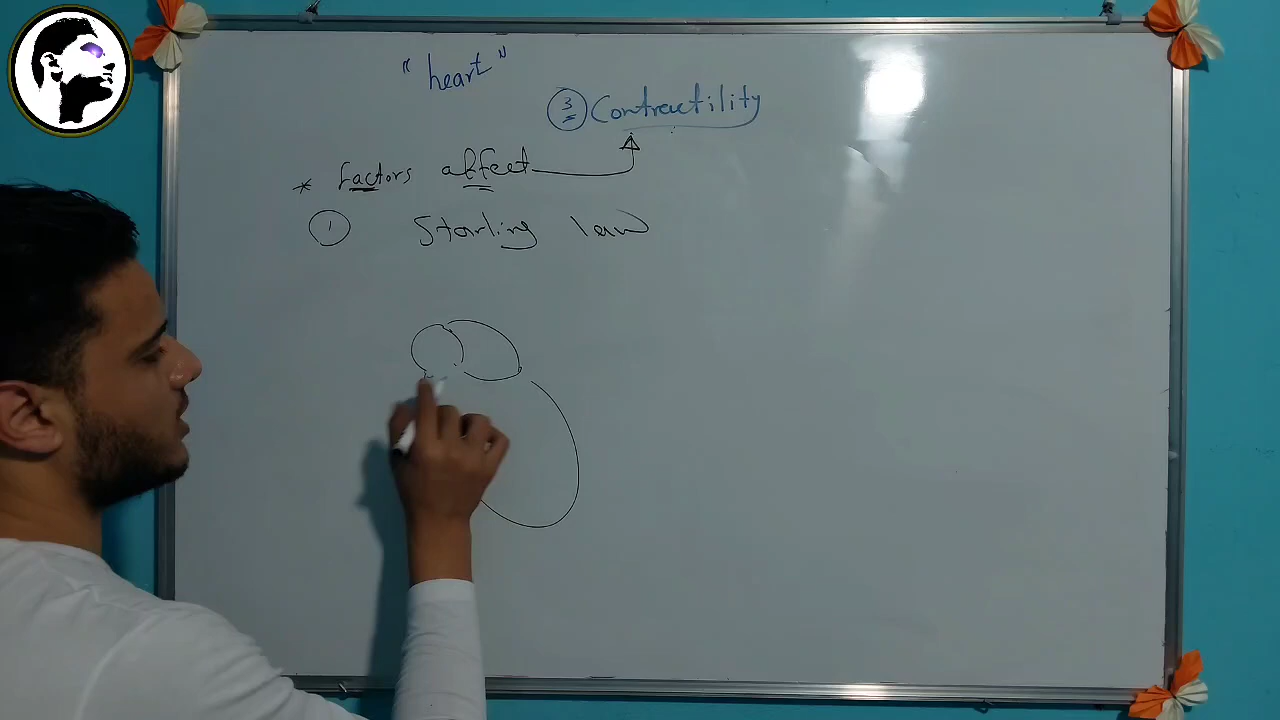 "heart"
③ Contractility
* Factors affect
① Starling law